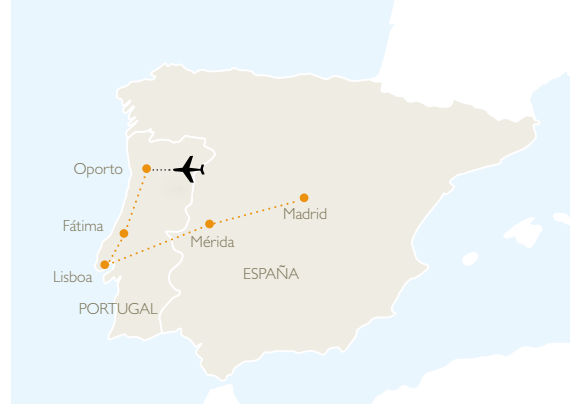 Oporto
Madrid
Fátima
Mérida
Lisboa
ESPAÑA
PORTUGAL